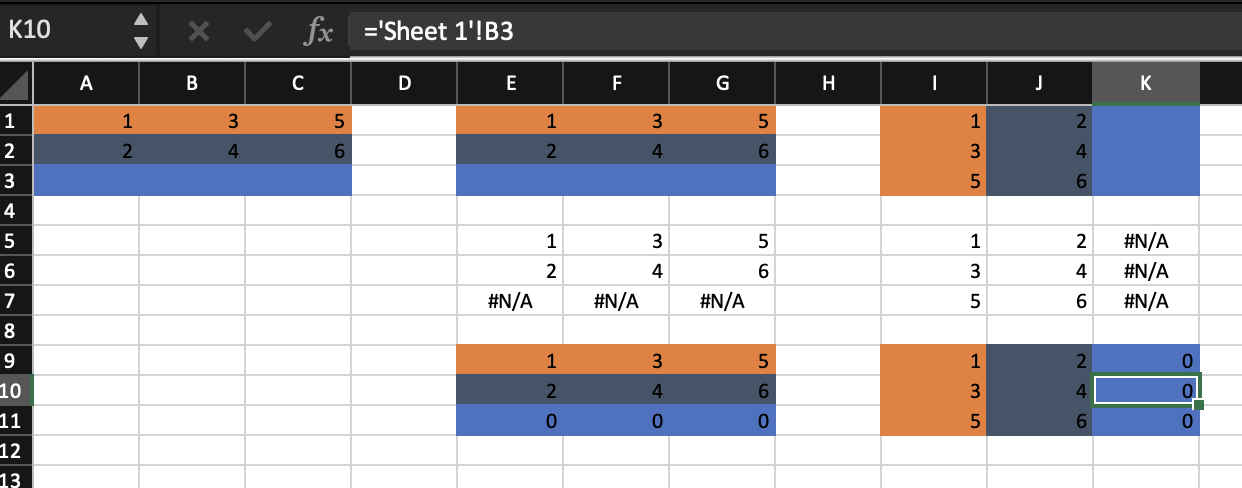 K10 fx ='Sheet 1'!B3
A B C D E F G H I J K
1 1 3 5 1 3 5 1 2
2 2 4 6 2 4 6 3 4
3 5 6
4
5 1 3 5 1 2 #N/A
6 2 4 6 3 4 #N/A
7 #N/A #N/A #N/A 5 6 #N/A
8
9 1 3 5 1 2 0
10 2 4 6 3 4 0
11 0 0 0 5 6 0
12
13